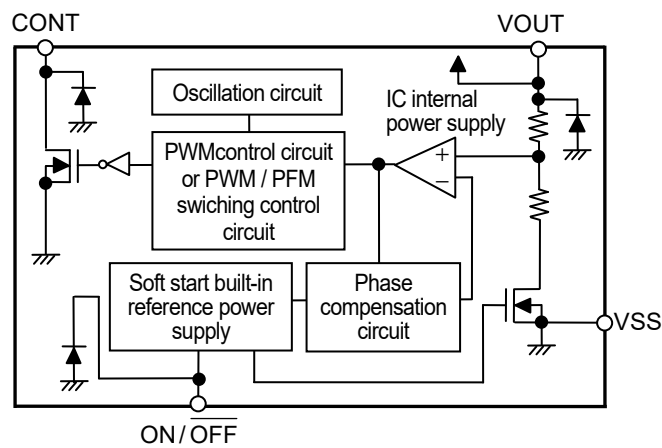 CONT
VOUT
Oscillation circuit
IC internal
power supply
PWMcontrol circuit
or PWM / PFM
swiching control
circuit
+
−
Soft start built-in
reference power
supply
Phase
compensation
circuit
VSS
ON/OFF